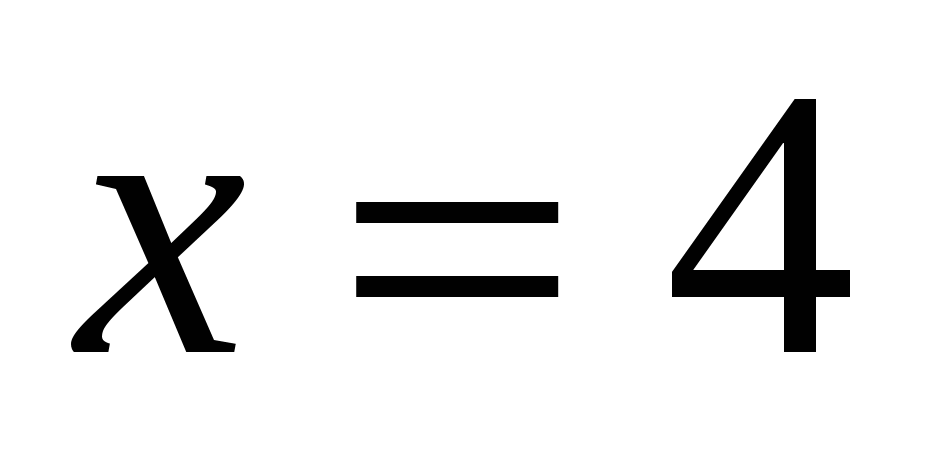 x = 4